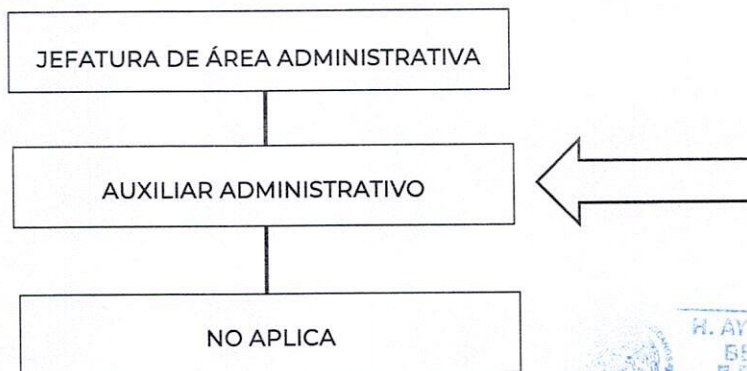 JEFATURA DE ÁREA ADMINISTRATIVA
AUXILIAR ADMINISTRATIVO
NO APLICA
H. AY